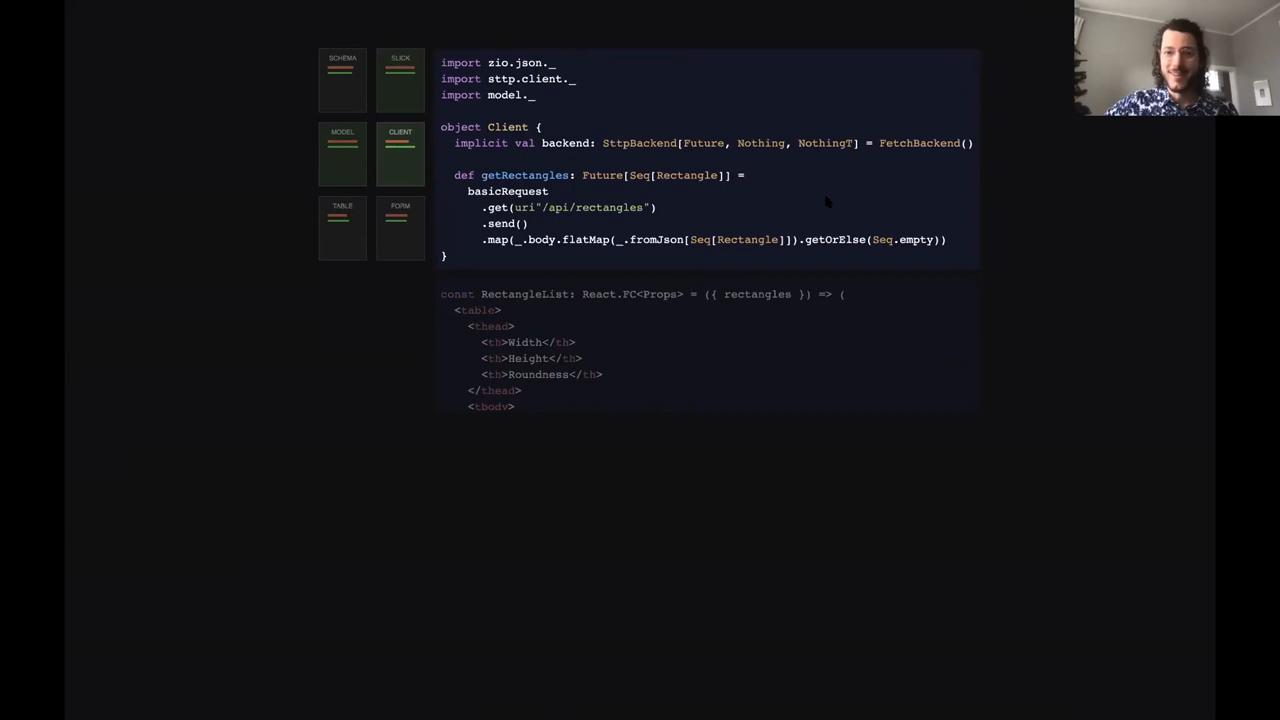 SCHEMA
SLICK
MODEL
CLIENT
TABLE
FORM
import zio.json._
import sttp.client._
import model._
object Client {
implicit val backend: SttpBackend[Future, Nothing, NothingT] = FetchBackend()
def getRectangles: Future[Seq[Rectangle]] =
basicRequest
.get(uri"/api/rectangles")
.send()
.map(_.body.flatMap(_.fromJson[Seq[Rectangle]]).getOrElse(Seq.empty))
}
const RectangleList: React.FC<Props> = ({ rectangles }) => (
<table>
<thead>
<th>Width</th>
<th>Height</th>
<th>Roundness</th>
</thead>
<tbody>